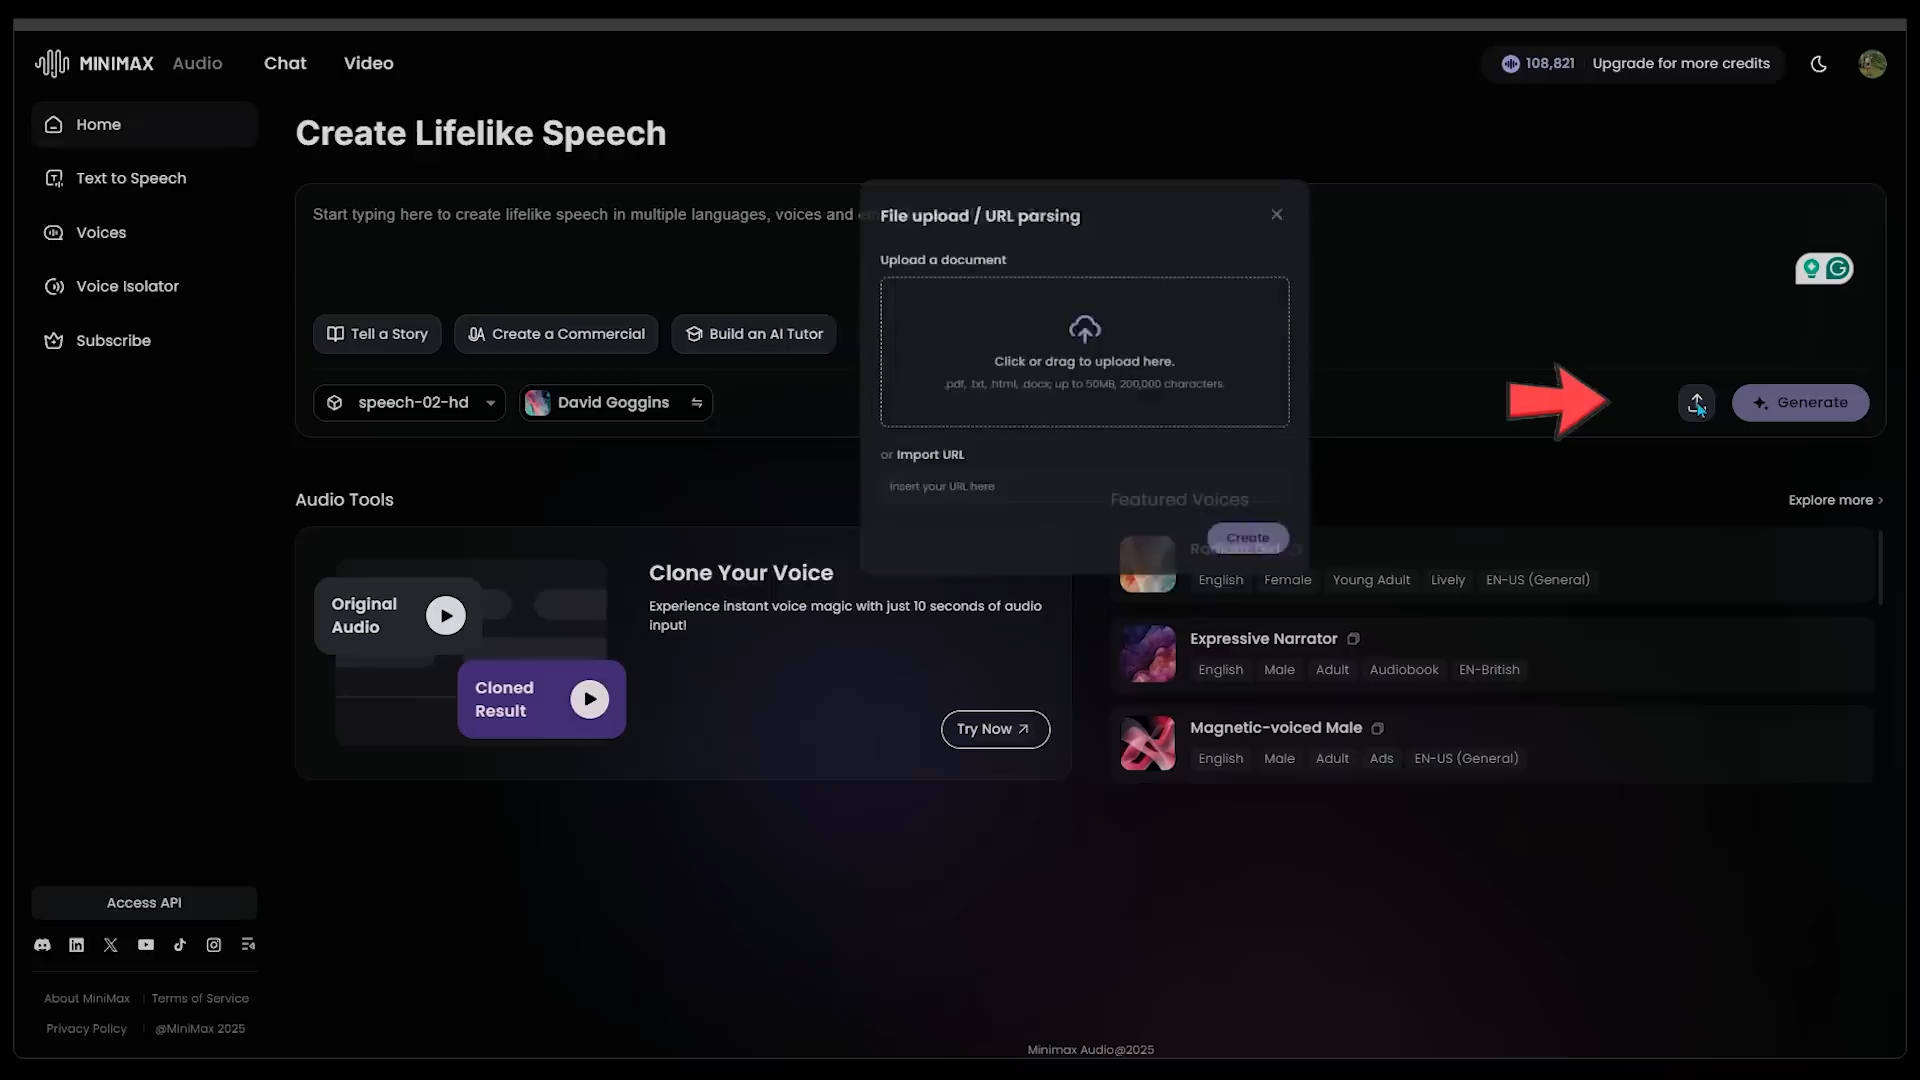 MINIMAX Audio Chat Video
108,821 Upgrade for more credits
Home
Text to Speech
Voices
Voice Isolator
Subscribe
Create Lifelike Speech
Start typing here to create lifelike speech in multiple languages, voices and
Tell a Story
Create a Commercial
Build an AI Tutor
speech-02-hd
David Goggins
Generate
File upload / URL parsing
Upload a document
Click or drag to upload here.
.pdf, .txt, .html, .docx; up to 50MB, 200,000 characters.
or Import URL
Insert your URL here
Create
Audio Tools
Original
Audio
Cloned
Result
Clone Your Voice
Experience instant voice magic with just 10 seconds of audio
input!
Try Now
Featured Voices
Explore more >
English Female Young Adult Lively EN-US (General)
Expressive Narrator
English Male Adult Audiobook EN-British
Magnetic-voiced Male
English Male Adult Ads EN-US (General)
Access API
About MiniMax | Terms of Service
Privacy Policy | @MiniMax 2025
Minimax Audio@2025